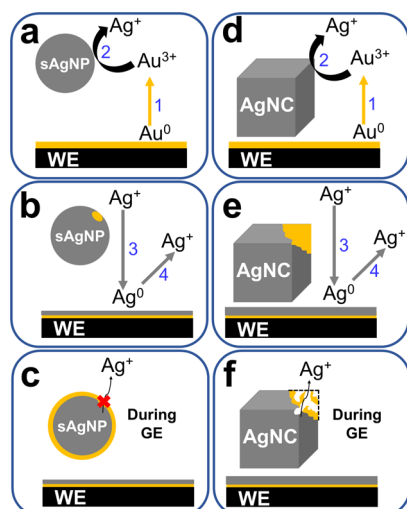 a
Ag⁺
sAgNP
2
Au³⁺
1
Au⁰
WE
d
Ag⁺
2
Au³⁺
AgNC
1
Au⁰
WE
b
Ag⁺
sAgNP
3
Ag⁺
4
Ag⁰
WE
e
Ag⁺
3
Ag⁺
AgNC
4
Ag⁰
WE
c
Ag⁺
sAgNP
During
GE
WE
f
Ag⁺
AgNC
During
GE
WE